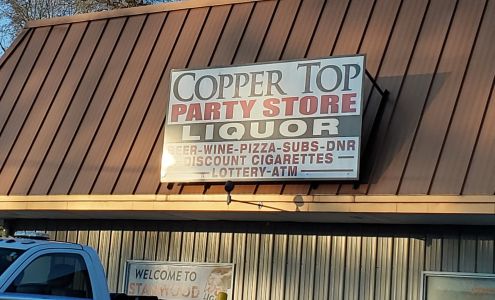 COPPER TOP
PARTY STORE
LIQUOR
BEER-WINE-PIZZA-SUBS-DNR
DISCOUNT CIGARETTES
LOTTERY-ATM
WELCOME TO
STANWOOD